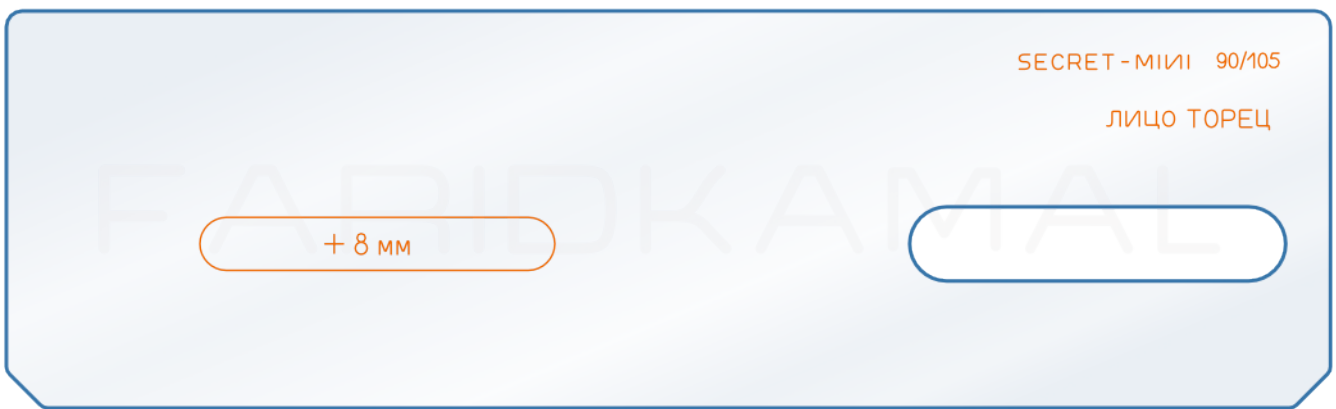 SECRET-MINI 90/105
ЛИЦО ТОРЕЦ
FARIDKAMAL
+ 8 мм